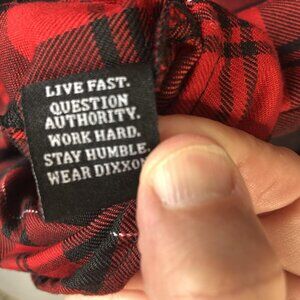 LIVE FAST.
QUESTION
AUTHORITY.
WORK HARD.
STAY HUMBLE.
WEAR DIXXON